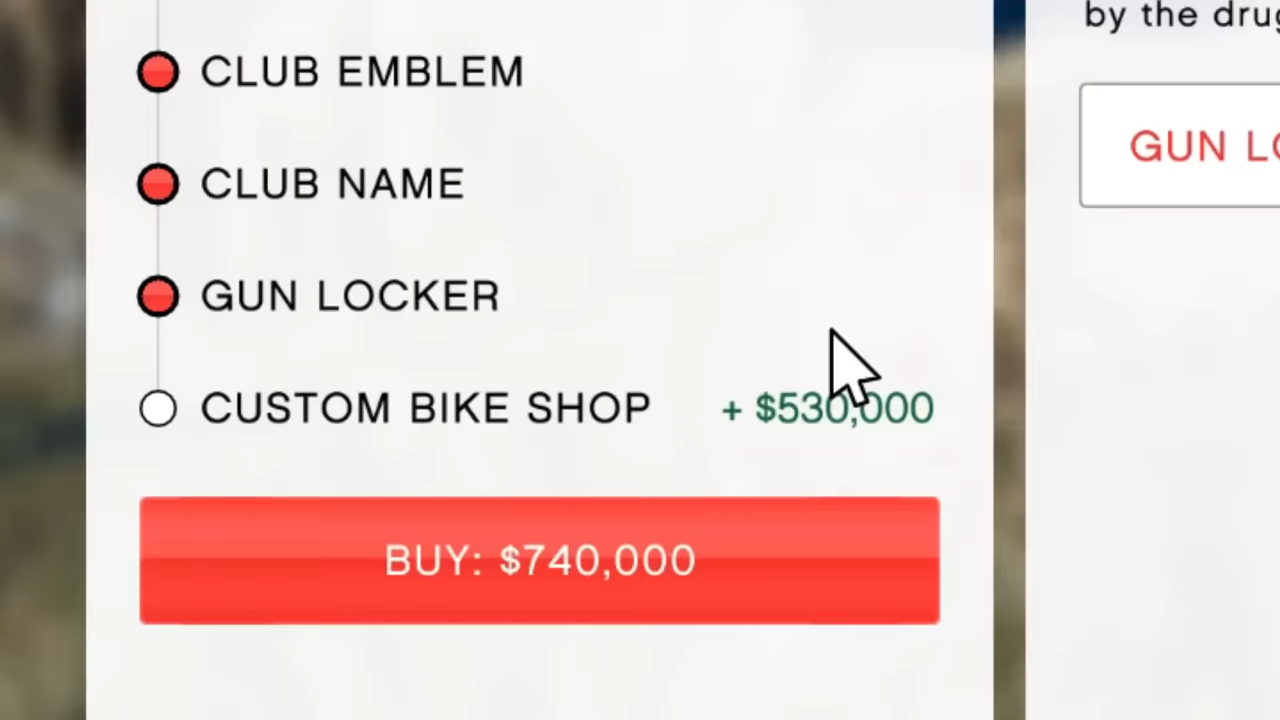 by the drug
CLUB EMBLEM
CLUB NAME
GUN LO
GUN LOCKER
CUSTOM BIKE SHOP + $530,000
BUY: $740,000